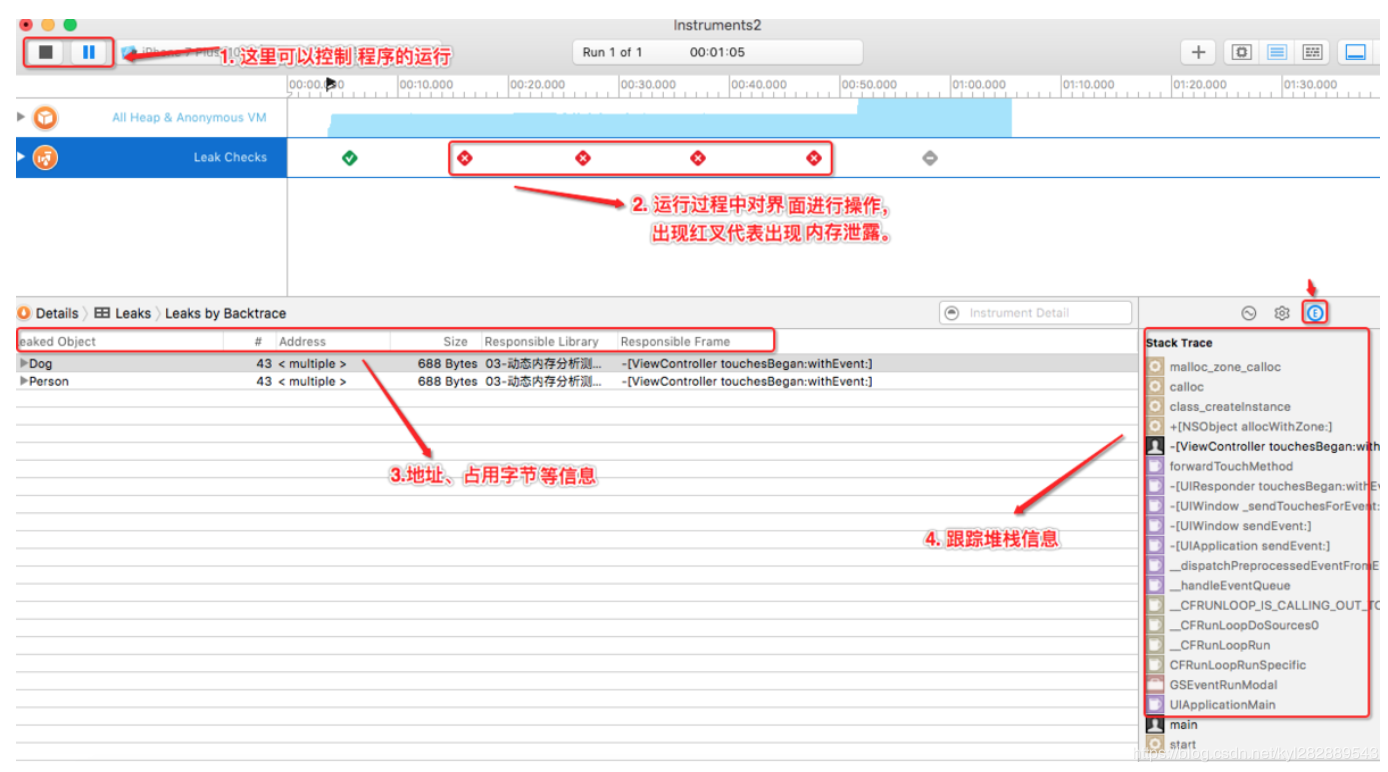 Instruments2
Run 1 of 1 00:01:05
1. 这里可以控制 程序的运行
00:00.000 00:10.000 00:20.000 00:30.000 00:40.000 00:50.000 01:00.000 01:10.000 01:20.000 01:30.000
All Heap & Anonymous VM
Leak Checks
2. 运行过程中对界面进行操作,
出现红叉代表出现内存泄露。
Details Leaks Leaks by Backtrace
Instrument Detail
eaked Object # Address Size Responsible Library Responsible Frame
Dog 43 < multiple > 688 Bytes 03-动态内存分析测... -[ViewController touchesBegan:withEvent:]
Person 43 < multiple > 688 Bytes 03-动态内存分析测... -[ViewController touchesBegan:withEvent:]
3.地址、占用字节等信息
4. 跟踪堆栈信息
Stack Trace
malloc_zone_calloc
calloc
class_createInstance
+[NSObject allocWithZone:]
-[ViewController touchesBegan:with
forwardTouchMethod
-[UIResponder touchesBegan:withEv
-[UIWindow _sendTouchesForEvent:
-[UIWindow sendEvent:]
-[UIApplication sendEvent:]
__dispatchPreprocessedEventFromE
__handleEventQueue
__CFRUNLOOP_IS_CALLING_OUT_TO
__CFRunLoopDoSources0
__CFRunLoopRun
CFRunLoopRunSpecific
GSEventRunModal
UIApplicationMain
main
start
https://blog.csdn.net/kyl282889543